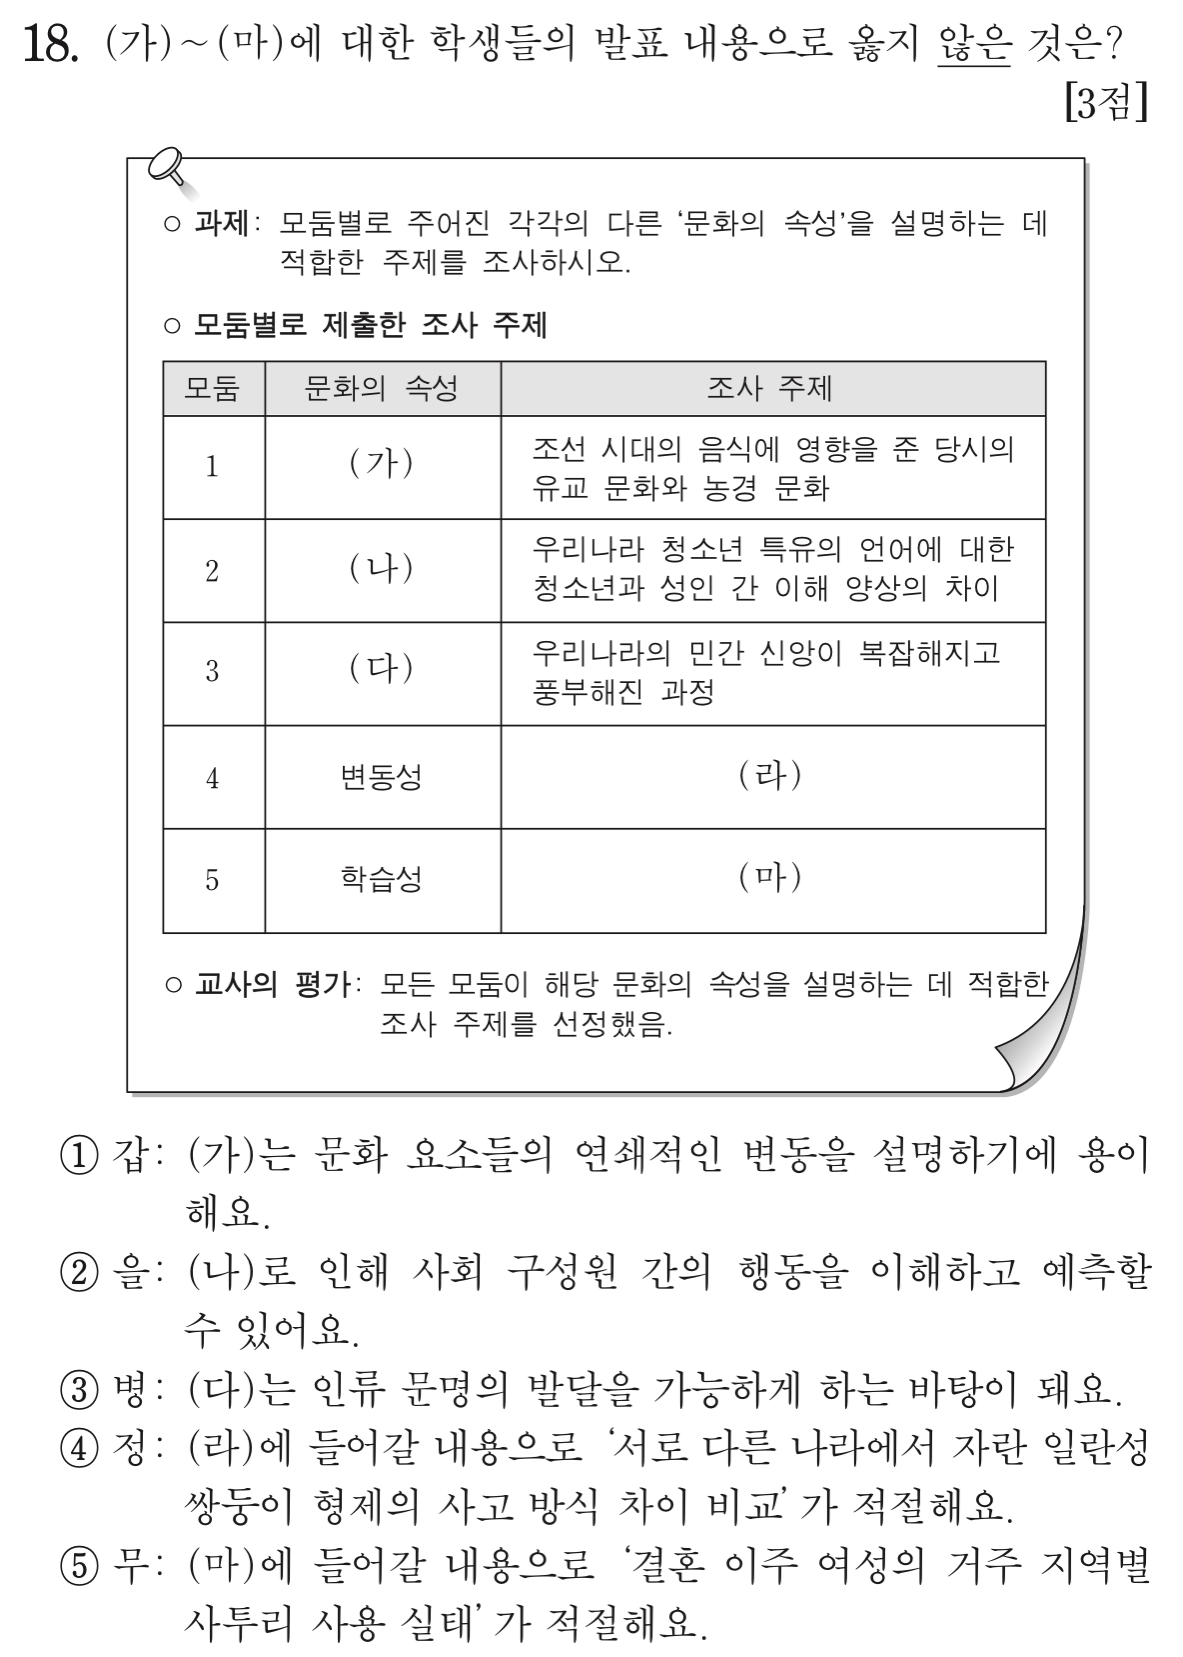 18. (가)~(마)에 대한 학생들의 발표 내용으로 옳지 않은 것은?
[3점]
○ 과제: 모둠별로 주어진 각각의 다른 ‘문화의 속성’을 설명하는 데
적합한 주제를 조사하시오.
○ 모둠별로 제출한 조사 주제
모둠 문화의 속성 조사 주제
1 (가) 조선 시대의 음식에 영향을 준 당시의
유교 문화와 농경 문화
2 (나) 우리나라 청소년 특유의 언어에 대한
청소년과 성인 간 이해 양상의 차이
3 (다) 우리나라의 민간 신앙이 복잡해지고
풍부해진 과정
4 변동성 (라)
5 학습성 (마)
○ 교사의 평가: 모든 모둠이 해당 문화의 속성을 설명하는 데 적합한
조사 주제를 선정했음.
① 갑: (가)는 문화 요소들의 연쇄적인 변동을 설명하기에 용이
해요.
② 을: (나)로 인해 사회 구성원 간의 행동을 이해하고 예측할
수 있어요.
③ 병: (다)는 인류 문명의 발달을 가능하게 하는 바탕이 돼요.
④ 정: (라)에 들어갈 내용으로 ‘서로 다른 나라에서 자란 일란성
쌍둥이 형제의 사고 방식 차이 비교’가 적절해요.
⑤ 무: (마)에 들어갈 내용으로 ‘결혼 이주 여성의 거주 지역별
사투리 사용 실태’가 적절해요.